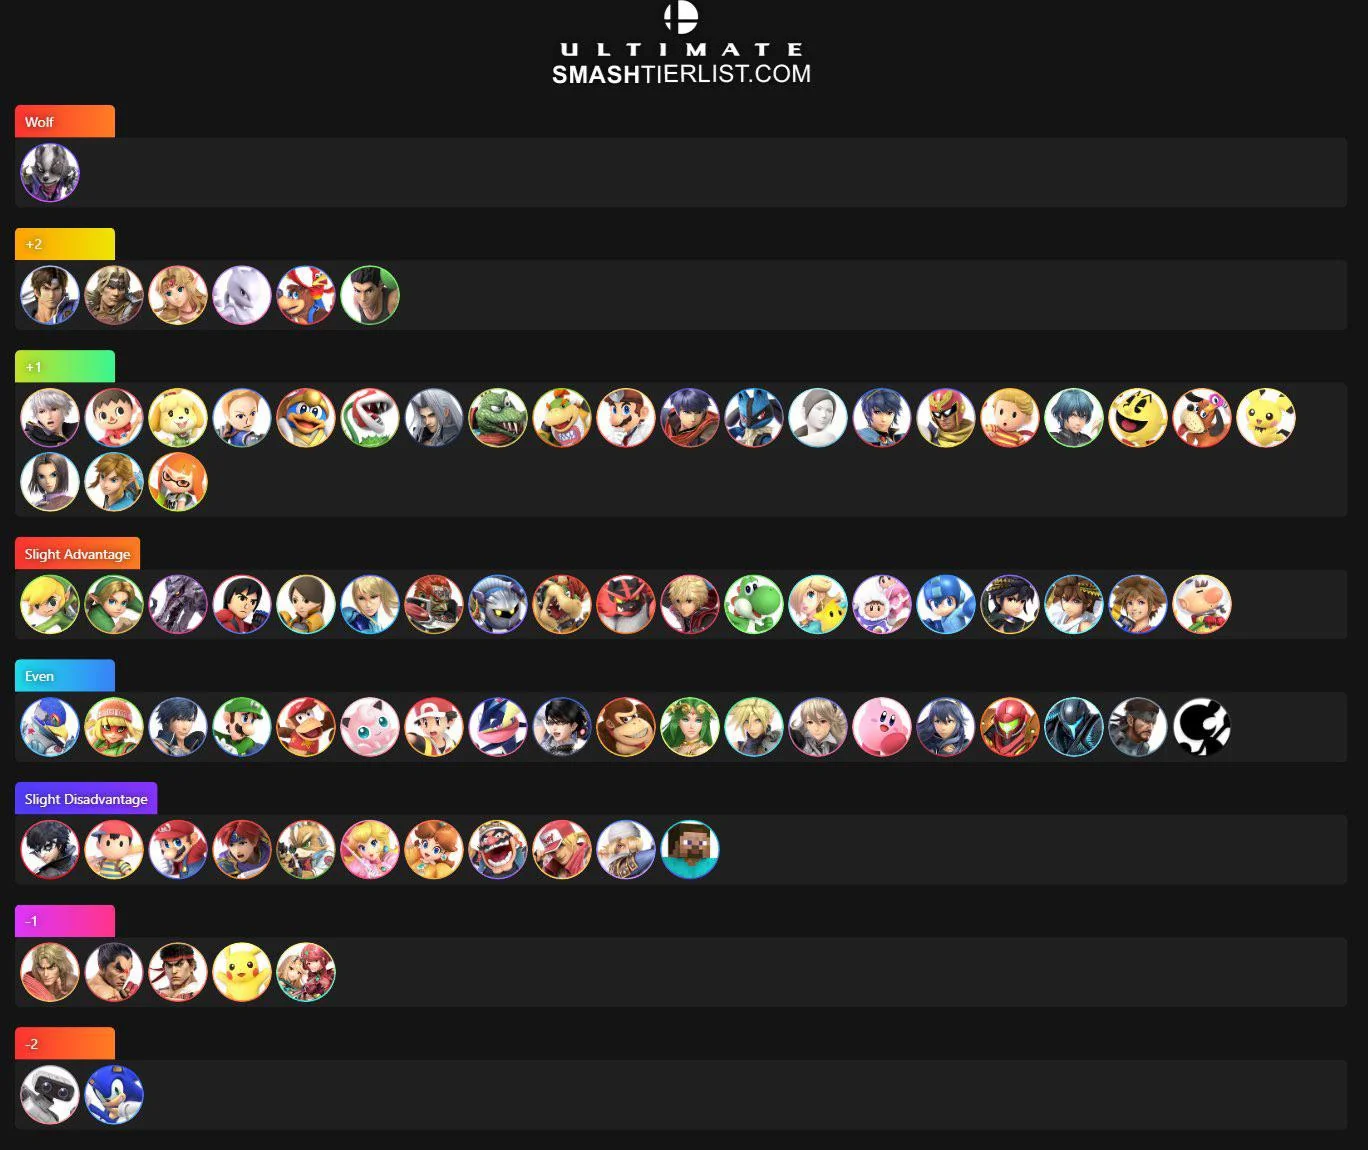 ULTIMATE
SMASHTIERLIST.COM
Wolf
+2
+1
Slight Advantage
Even
Slight Disadvantage
-1
-2